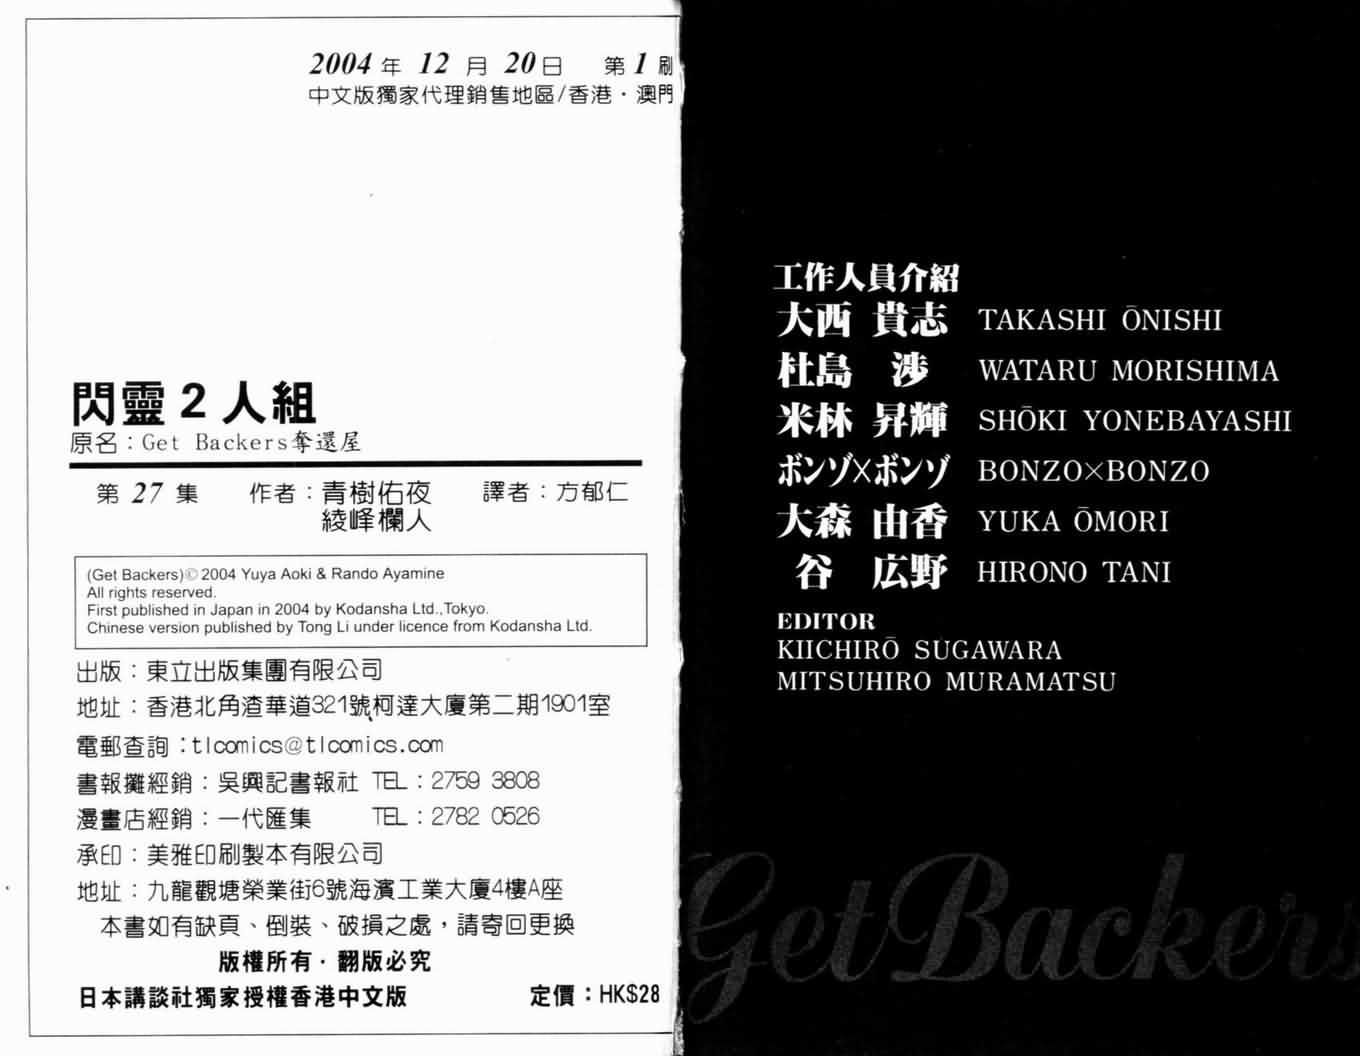 2004年 12 月 20日 第1刷
中文版獨家代理銷售地區/香港．澳門
閃靈2人組
原名：Get Backers奪還屋
第 27 集 作者：青樹佑夜 譯者：方郁仁
綾峰欄人
(Get Backers)© 2004 Yuya Aoki & Rando Ayamine
All rights reserved.
First published in Japan in 2004 by Kodansha Ltd.,Tokyo.
Chinese version published by Tong Li under licence from Kodansha Ltd.
出版：東立出版集團有限公司
地址：香港北角渣華道321號柯達大廈第二期1901室
電郵查詢：tlcomics@tlcomics.com
書報攤經銷：吳興記書報社 TEL：2759 3808
漫畫店經銷：一代匯集 TEL：2782 0526
承印：美雅印刷製本有限公司
地址：九龍觀塘榮業街6號海濱工業大廈4樓A座
本書如有缺頁、倒裝、破損之處，請寄回更換
版權所有．翻版必究
日本講談社獨家授權香港中文版 定價：HK$28
工作人員介紹
大西 貴志 TAKASHI ŌNISHI
杜島 渉 WATARU MORISHIMA
米林 昇輝 SHŌKI YONEBAYASHI
ボンゾ×ボンゾ BONZO×BONZO
大森 由香 YUKA ŌMORI
谷 広野 HIRONO TANI
EDITOR
KIICHIRŌ SUGAWARA
MITSUHIRO MURAMATSU
GetBackers